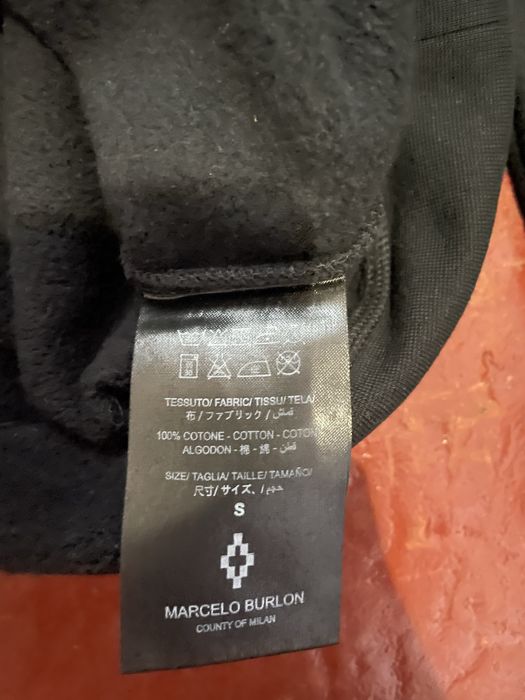 TESSUTO/ FABRIC/ TISSU/ TELA/
布/ファブリック/ قماش/
100% COTONE - COTTON - COTON
ALGODON - 棉 - 綿 - قطن
SIZE/ TAGLIA/ TAILLE/ TAMAÑO/
尺寸/サイズ、/ حجم/
S
MARCELO BURLON
COUNTY OF MILAN